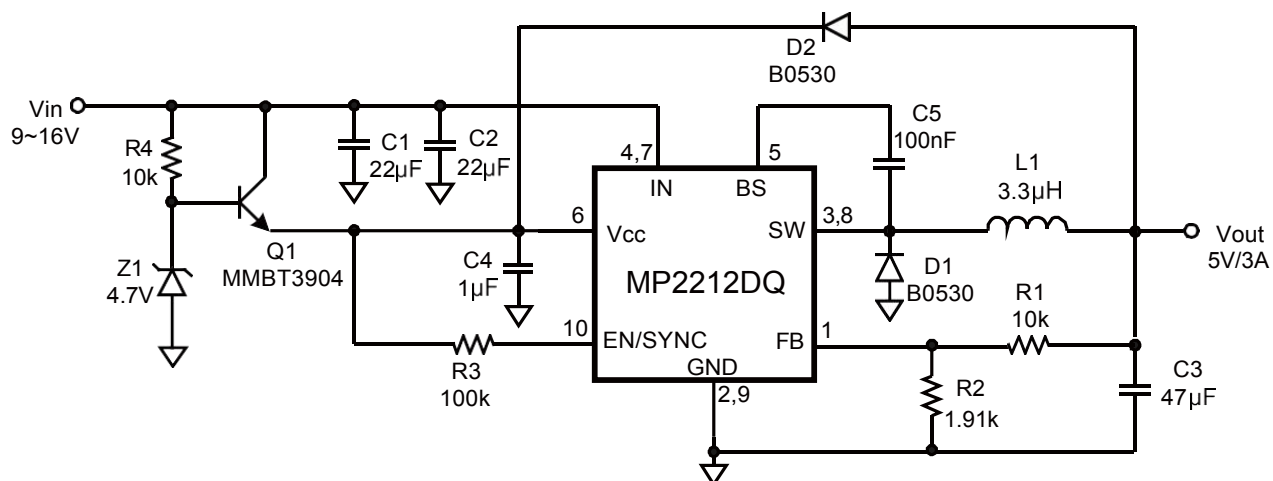 D2
B0530
Vin
9~16V
R4
10k
C1
22µF
C2
22µF
4,7
5
C5
100nF
IN
BS
L1
3.3µH
6
Vcc
SW
3,8
Q1
MMBT3904
Z1
4.7V
C4
1µF
MP2212DQ
D1
B0530
Vout
5V/3A
R1
10k
10
EN/SYNC
FB
1
GND
2,9
R3
100k
R2
1.91k
C3
47µF